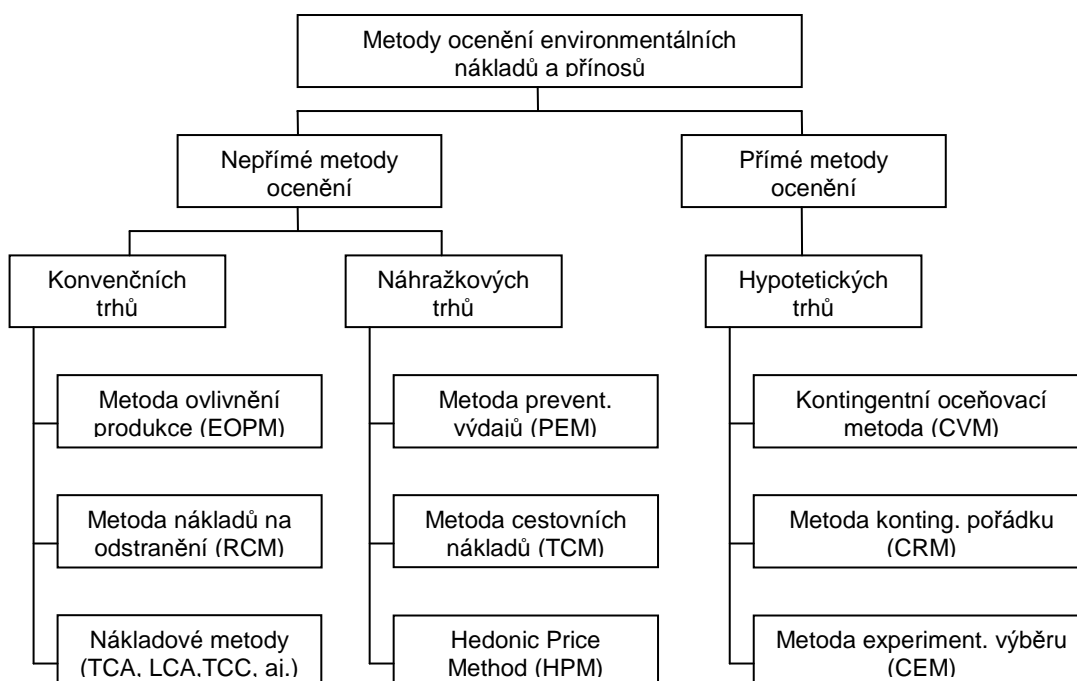 Metody ocenění environmentálních
nákladů a přínosů
Nepřímé metody
ocenění
Přímé metody
ocenění
Konvenčních
trhů
Náhražkových
trhů
Hypotetických
trhů
Metoda ovlivnění
produkce (EOPM)
Metoda prevent.
výdajů (PEM)
Kontingentní oceňovací
metoda (CVM)
Metoda nákladů na
odstranění (RCM)
Metoda cestovních
nákladů (TCM)
Metoda konting. pořádku
(CRM)
Nákladové metody
(TCA, LCA,TCC, aj.)
Hedonic Price
Method (HPM)
Metoda experiment. výběru
(CEM)